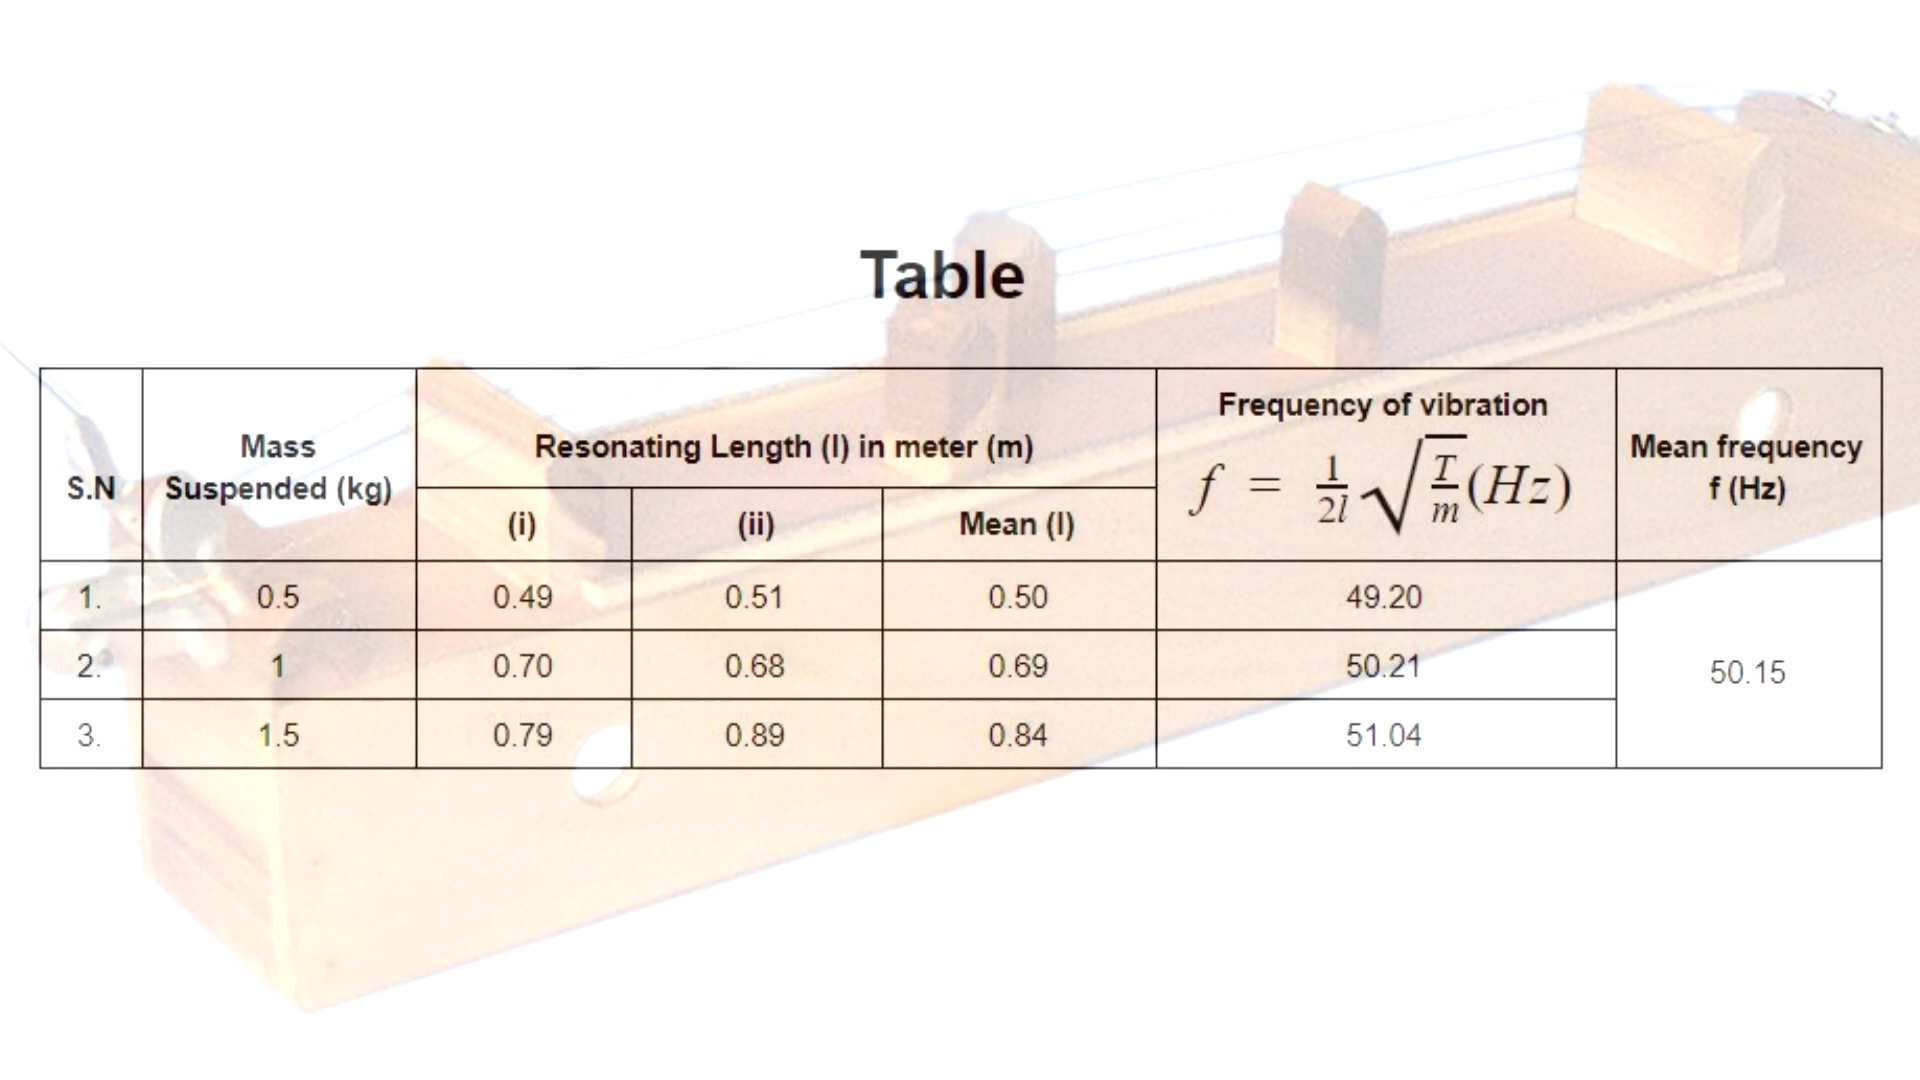 Table
S.N
Mass
Suspended (kg)
Resonating Length (l) in meter (m)
(i)
(ii)
Mean (l)
Frequency of vibration
f = 1/2l √T/m (Hz)
Mean frequency
f (Hz)
1. 0.5 0.49 0.51 0.50 49.20
2. 1 0.70 0.68 0.69 50.21
50.15
3. 1.5 0.79 0.89 0.84 51.04